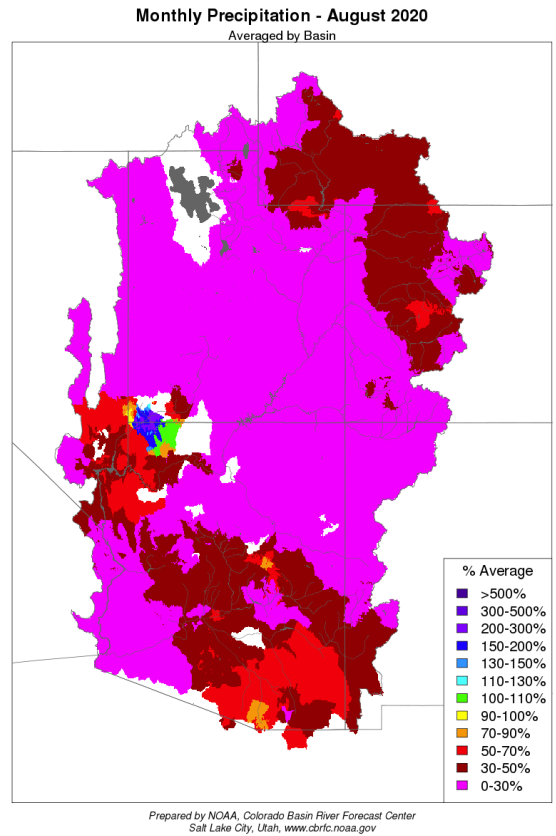 Monthly Precipitation - August 2020
Averaged by Basin
% Average
>500%
300-500%
200-300%
150-200%
130-150%
110-130%
100-110%
90-100%
70-90%
50-70%
30-50%
0-30%
Prepared by NOAA, Colorado Basin River Forecast Center
Salt Lake City, Utah, www.cbrfc.noaa.gov